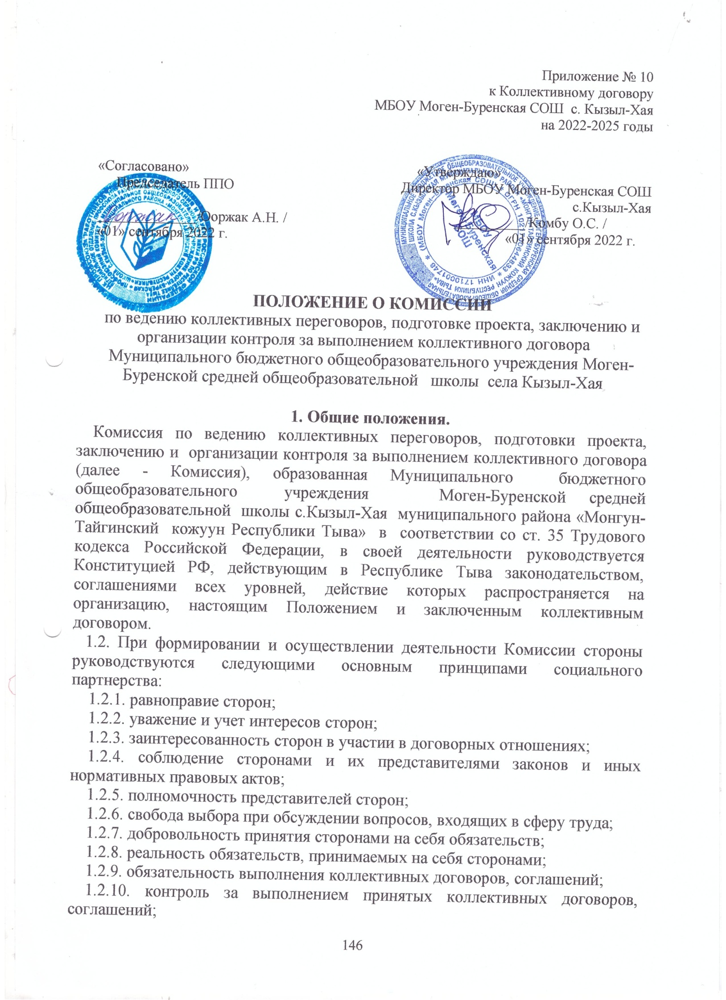 Приложение № 10
к Коллективному договору
МБОУ Моген-Буренская СОШ с. Кызыл-Хая
на 2022-2025 годы
«Согласовано»
Председатель ППО
/Ооржак А.Н. /
«01» сентября 2022 г.
«Утверждаю»
Директор МБОУ Моген-Буренская СОШ
с.Кызыл-Хая
/Комбу О.С. /
«01» сентября 2022 г.
МБОУ
Моген-Буренская
СОШ
ПОЛОЖЕНИЕ О КОМИССИИ
по ведению коллективных переговоров, подготовке проекта, заключению и
организации контроля за выполнением коллективного договора
Муниципального бюджетного общеобразовательного учреждения Моген-
Буренской средней общеобразовательной школы села Кызыл-Хая
1. Общие положения.
Комиссия по ведению коллективных переговоров, подготовки проекта,
заключению и организации контроля за выполнением коллективного договора
(далее - Комиссия), образованная Муниципального бюджетного
общеобразовательного учреждения Моген-Буренской средней
общеобразовательной школы с.Кызыл-Хая муниципального района «Монгун-
Тайгинский кожуун Республики Тыва» в соответствии со ст. 35 Трудового
кодекса Российской Федерации, в своей деятельности руководствуется
Конституцией РФ, действующим в Республике Тыва законодательством,
соглашениями всех уровней, действие которых распространяется на
организацию, настоящим Положением и заключенным коллективным
договором.
1.2. При формировании и осуществлении деятельности Комиссии стороны
руководствуются следующими основным принципами социального
партнерства:
1.2.1. равноправие сторон;
1.2.2. уважение и учет интересов сторон;
1.2.3. заинтересованность сторон в участии в договорных отношениях;
1.2.4. соблюдение сторонами и их представителями законов и иных
нормативных правовых актов;
1.2.5. полномочность представителей сторон;
1.2.6. свобода выбора при обсуждении вопросов, входящих в сферу труда;
1.2.7. добровольность принятия сторонами на себя обязательств;
1.2.8. реальность обязательств, принимаемых на себя сторонами;
1.2.9. обязательность выполнения коллективных договоров, соглашений;
1.2.10. контроль за выполнением принятых коллективных договоров,
соглашений;
146